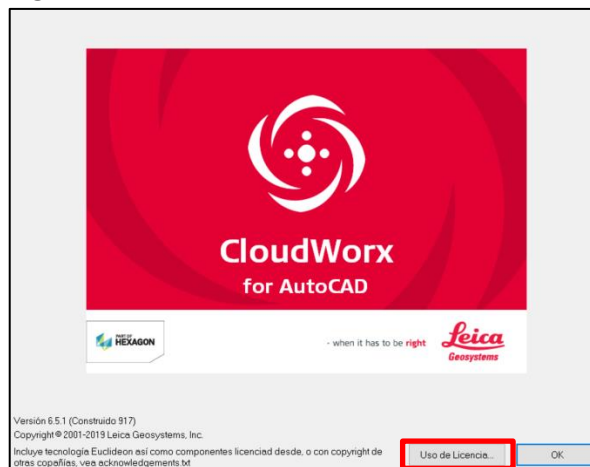 CloudWorx
for AutoCAD
PART OF
HEXAGON
- when it has to be right
Leica
Geosystems
Versión 6.5.1 (Construido 917)
Copyright © 2001-2019 Leica Geosystems, Inc.
Incluye tecnología Euclideon así como componentes licenciad desde, o con copyright de
otras copañías, vea acknowledgements.txt
Uso de Licencia...
OK